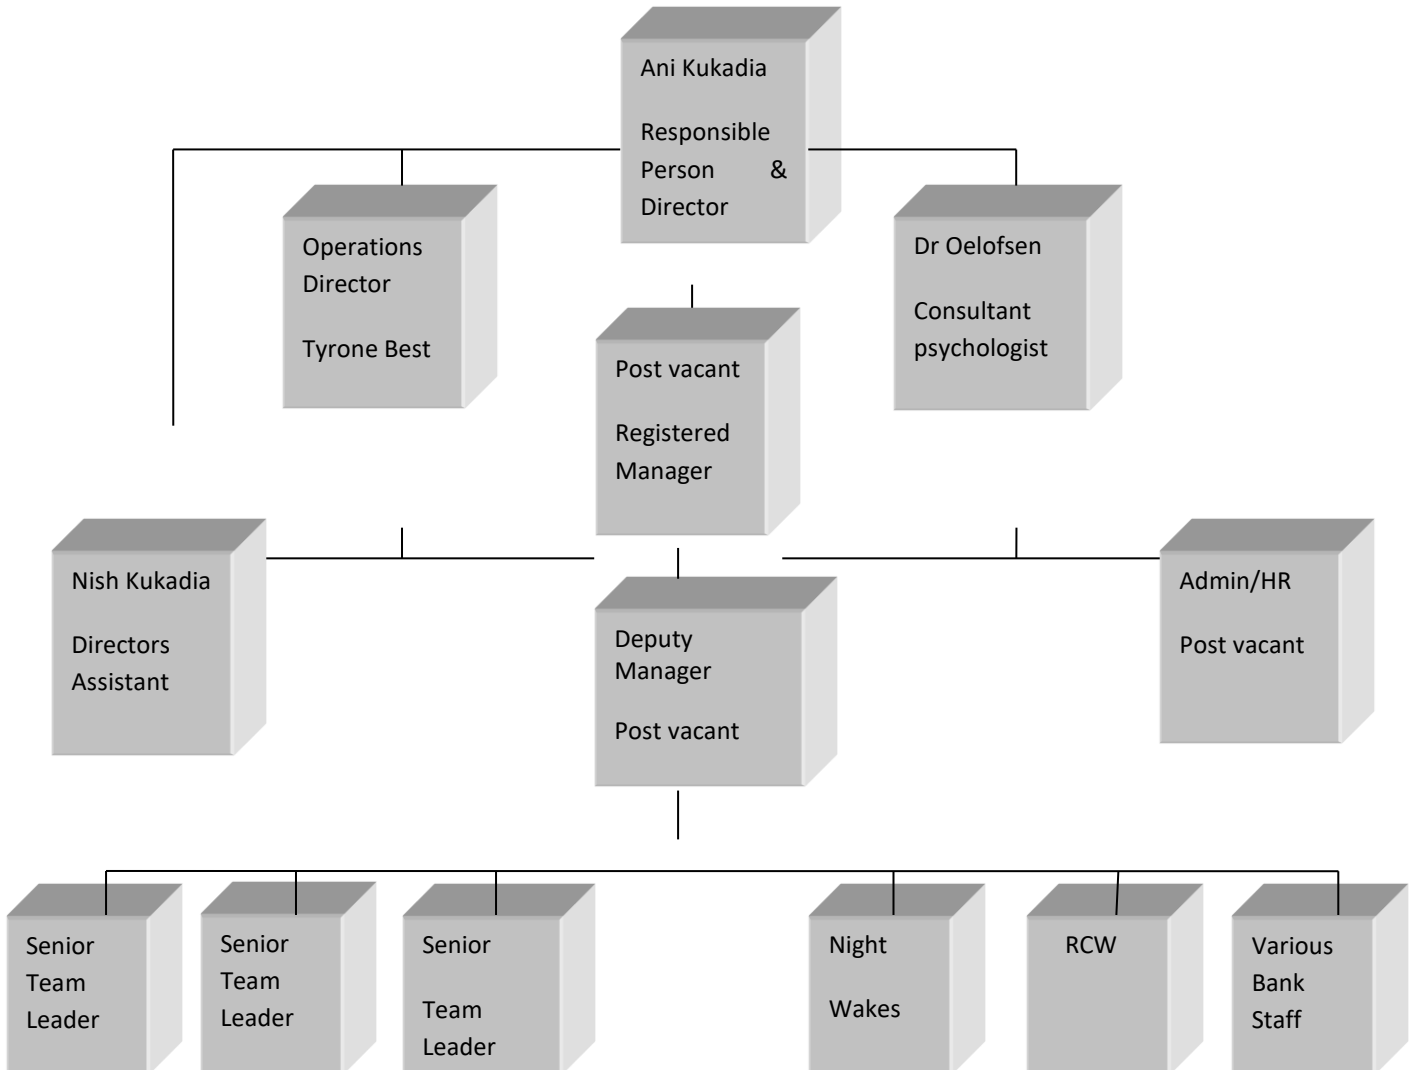 Ani Kukadia
Responsible
Person &
Director
Operations
Director
Tyrone Best
Dr Oelofsen
Consultant
psychologist
Post vacant
Registered
Manager
Nish Kukadia
Directors
Assistant
Deputy
Manager
Post vacant
Admin/HR
Post vacant
Senior
Team
Leader
Senior
Team
Leader
Senior
Team
Leader
Night
Wakes
RCW
Various
Bank
Staff